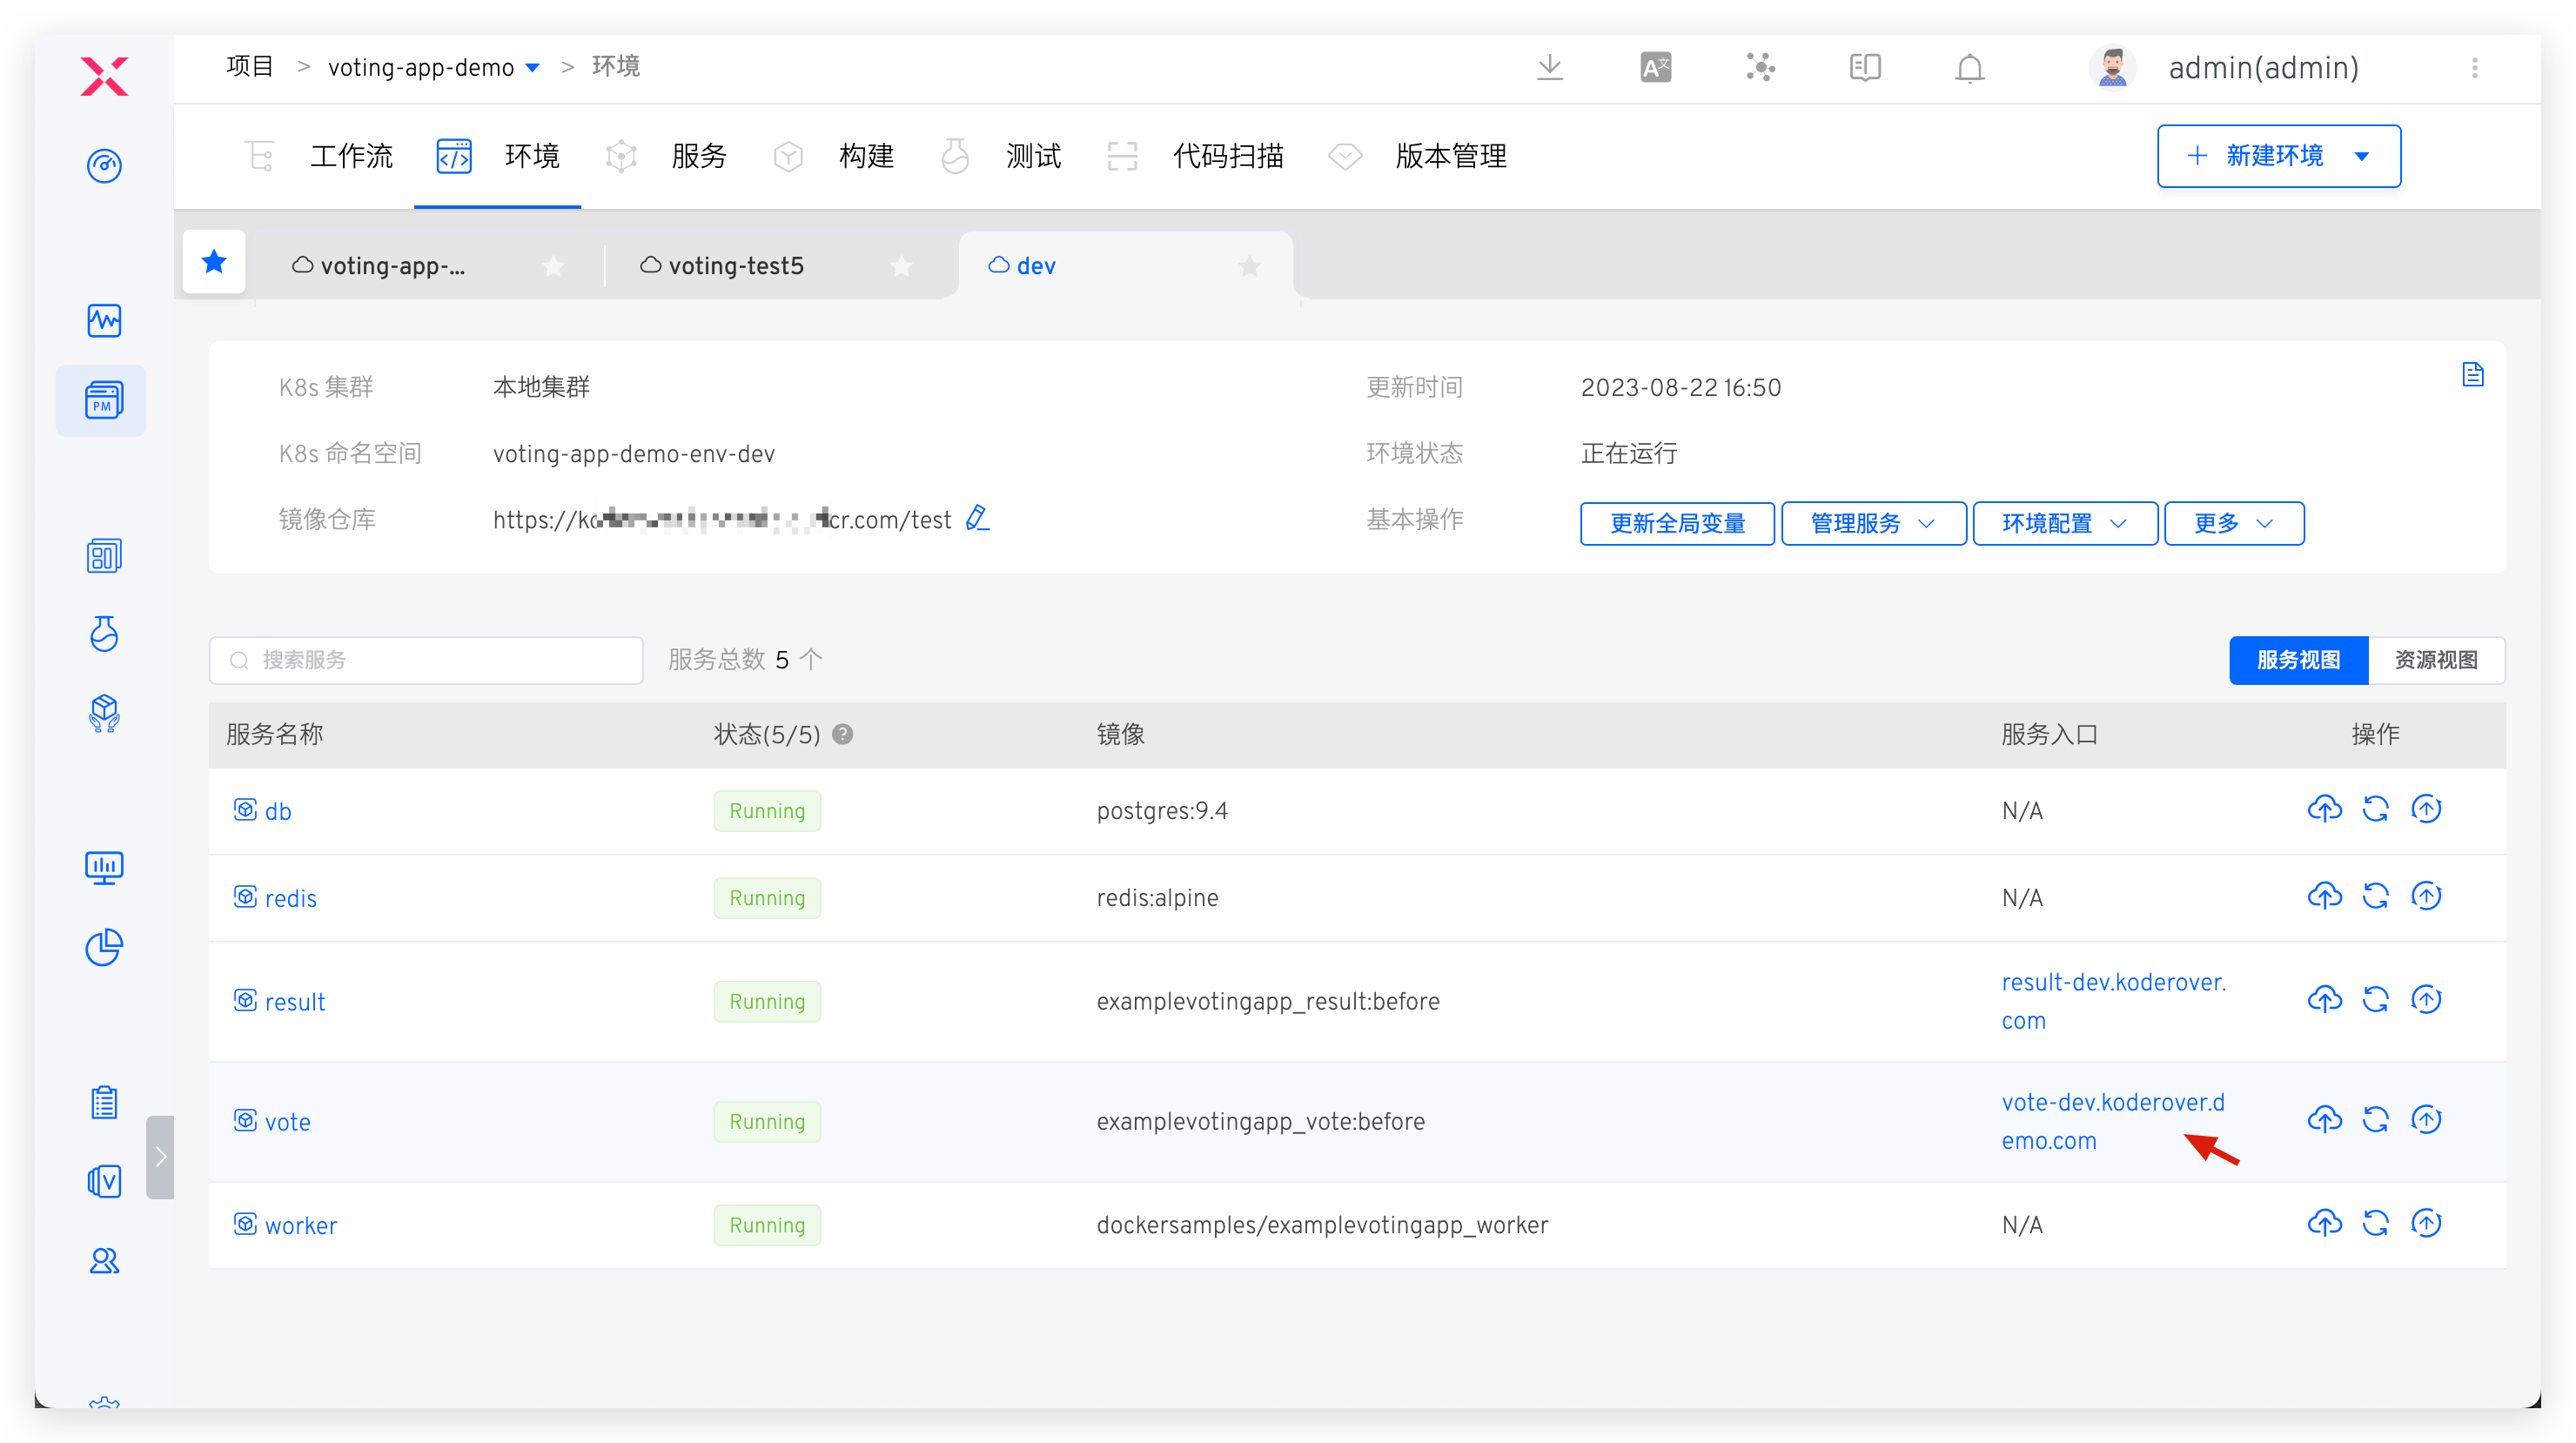 项目 > voting-app-demo > 环境
admin(admin)
工作流 环境 服务 构建 测试 代码扫描 版本管理
新建环境
voting-app-... voting-test5 dev
K8s 集群 本地集群 更新时间 2023-08-22 16:50
K8s 命名空间 voting-app-demo-env-dev 环境状态 正在运行
镜像仓库 https://k cr.com/test 基本操作 更新全局变量 管理服务 环境配置 更多
搜索服务 服务总数 5 个 服务视图 资源视图
服务名称 状态(5/5) ? 镜像 服务入口 操作
db Running postgres:9.4 N/A
redis Running redis:alpine N/A
result Running examplevotingapp_result:before result-dev.koderover.
com
vote Running examplevotingapp_vote:before vote-dev.koderover.d
emo.com
worker Running dockersamples/examplevotingapp_worker N/A
PM
V